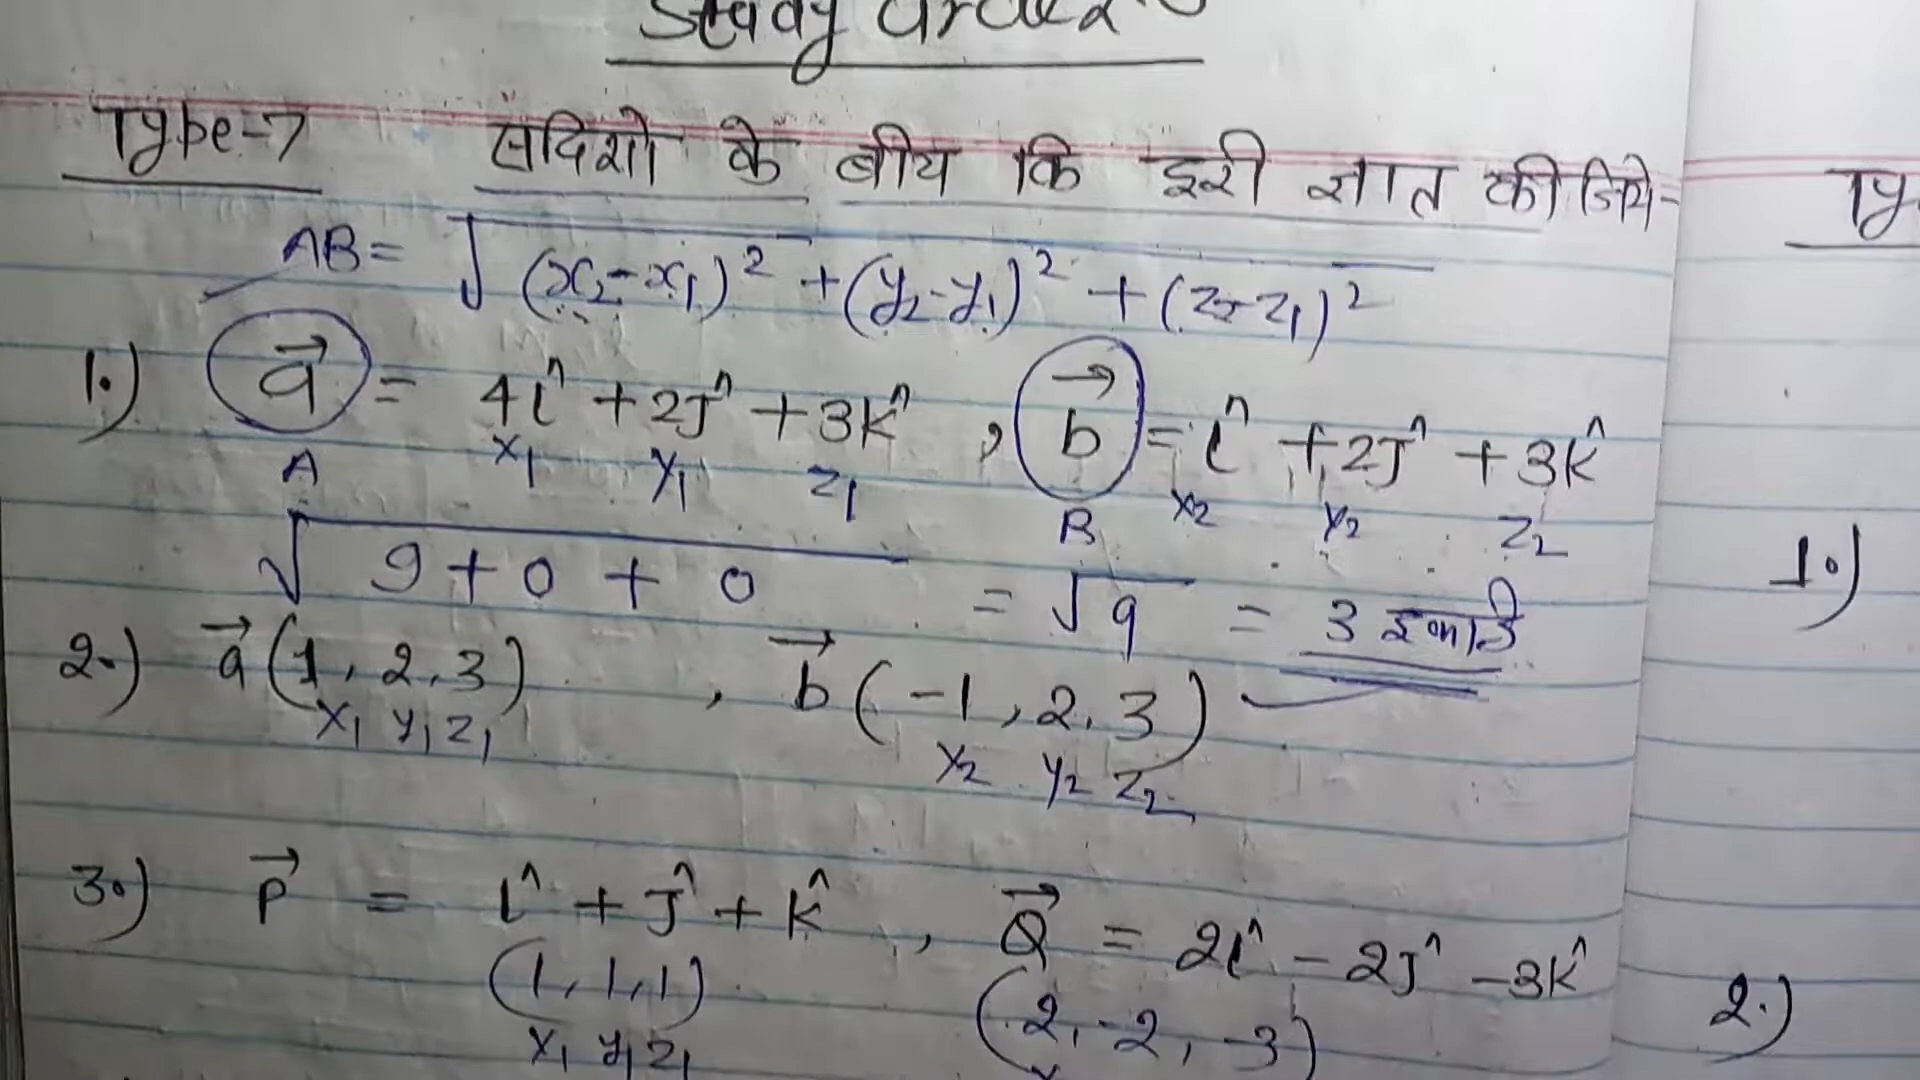 Study Circle
Type-7 सदिशो के बीच कि दूरी ज्ञात कीजिये-
AB = √(x₂-x₁)² + (y₂-y₁)² + (z₂-z₁)²
1.) a⃗ = 4î + 2ĵ + 3k̂ , b⃗ = î + 2ĵ + 3k̂
A x₁ y₁ z₁ B x₂ y₂ z₂
√9+0+0 = √9 = 3 इकाई
2.) a⃗ (1, 2, 3) , b⃗ (-1, 2, 3)
x₁ y₁ z₁ x₂ y₂ z₂
3.) P⃗ = î + ĵ + k̂ , Q⃗ = 2î - 2ĵ - 3k̂
(1, 1, 1) (2, -2, -3)
x₁ y₁ z₁
Ty
1.)
2.)